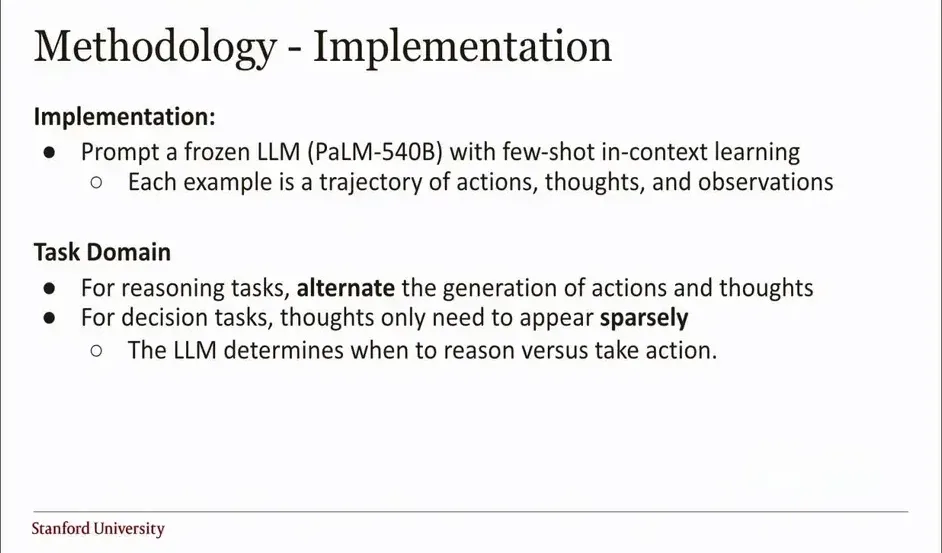 Methodology - Implementation
Implementation:
● Prompt a frozen LLM (PaLM-540B) with few-shot in-context learning
○ Each example is a trajectory of actions, thoughts, and observations
Task Domain
● For reasoning tasks, alternate the generation of actions and thoughts
● For decision tasks, thoughts only need to appear sparsely
○ The LLM determines when to reason versus take action.
Stanford University